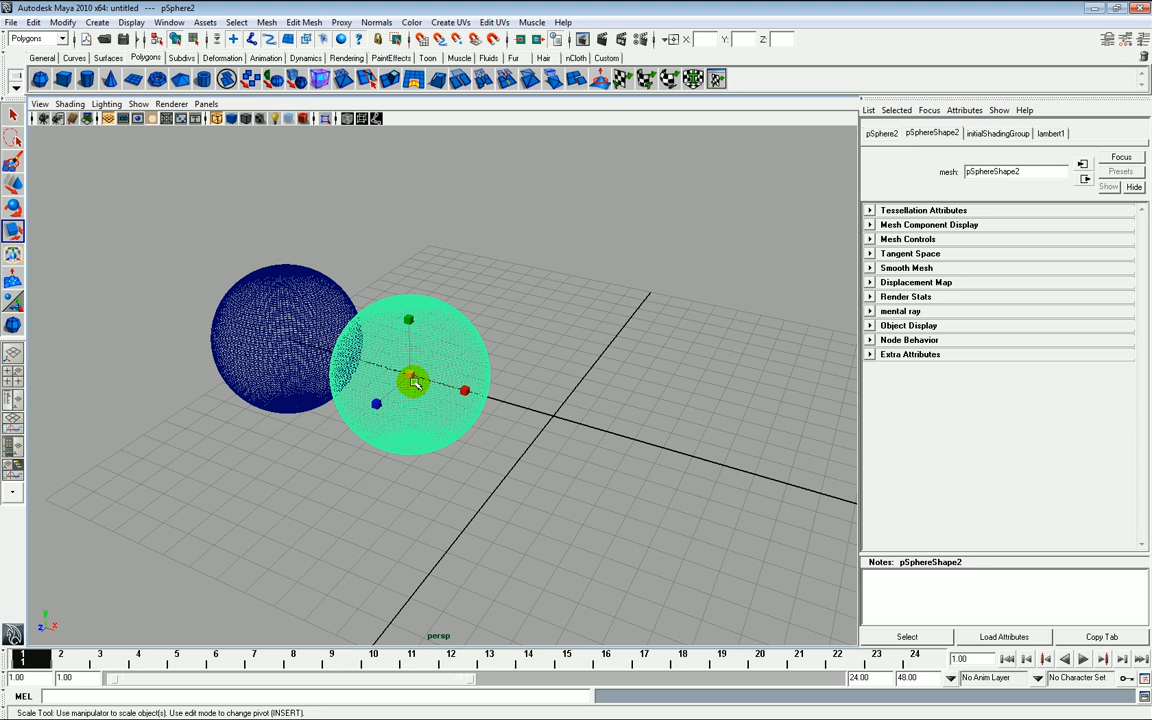 Autodesk Maya 2010 x64: untitled --- pSphere2
File Edit Modify Create Display Window Assets Select Mesh Edit Mesh Proxy Normals Color Create UVs Edit UVs Muscle Help
Polygons X: Y: Z:
General Curves Surfaces Polygons Subdivs Deformation Animation Dynamics Rendering PaintEffects Toon Muscle Fluids Fur Hair nCloth Custom
View Shading Lighting Show Renderer Panels
List Selected Focus Attributes Show Help
pSphere2 pSphereShape2 initialShadingGroup lambert1
Focus
mesh: pSphereShape2 Presets
Show Hide
Tessellation Attributes
Mesh Component Display
Mesh Controls
Tangent Space
Smooth Mesh
Displacement Map
Render Stats
mental ray
Object Display
Node Behavior
Extra Attributes
Notes: pSphereShape2
y
z x
persp
Select Load Attributes Copy Tab
1 2 3 4 5 6 7 8 9 10 11 12 13 14 15 16 17 18 19 20 21 22 23 24 1.00
1
1.00 1.00 24.00 48.00 No Anim Layer No Character Set
MEL
Scale Tool: Use manipulator to scale object(s). Use edit mode to change pivot (INSERT).